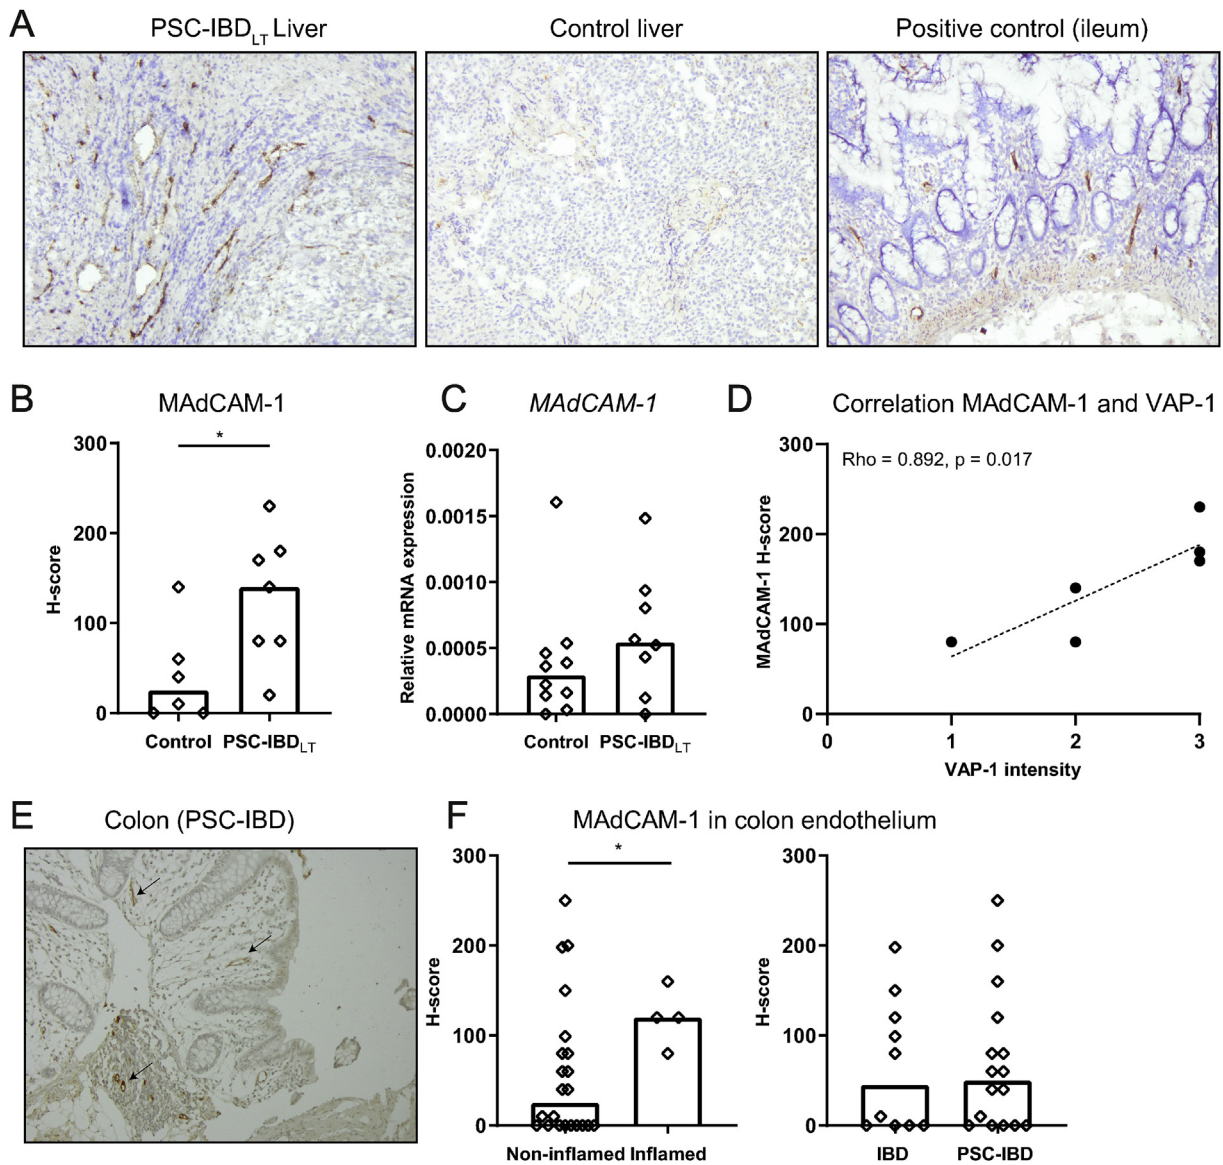 A
PSC-IBDLT Liver
Control liver
Positive control (ileum)
B
MAdCAM-1
300
200
100
0
H-score
*
Control
PSC-IBDLT
C
MAdCAM-1
0.0020
0.0015
0.0010
0.0005
0.0000
Relative mRNA expression
Control
PSC-IBDLT
D
Correlation MAdCAM-1 and VAP-1
Rho = 0.892, p = 0.017
300
200
100
0
MAdCAM-1 H-score
0
1
2
3
VAP-1 intensity
E
Colon (PSC-IBD)
F
MAdCAM-1 in colon endothelium
300
200
100
0
H-score
*
Non-inflamed
Inflamed
300
200
100
0
H-score
IBD
PSC-IBD